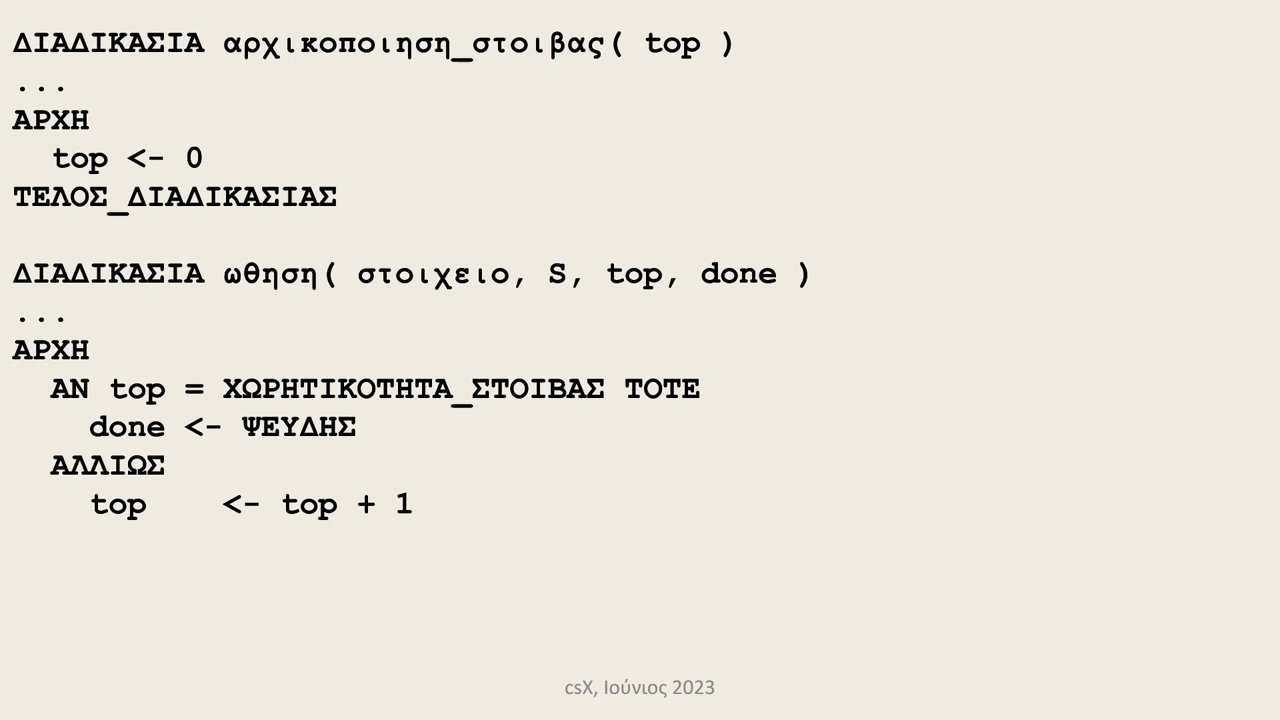 ΔΙΑΔΙΚΑΣΙΑ αρχικοποιηση_στοιβας( top )
...
ΑΡΧΗ
  top <- 0
ΤΕΛΟΣ_ΔΙΑΔΙΚΑΣΙΑΣ
ΔΙΑΔΙΚΑΣΙΑ ωθηση( στοιχειο, S, top, done )
...
ΑΡΧΗ
  ΑΝ top = ΧΩΡΗΤΙΚΟΤΗΤΑ_ΣΤΟΙΒΑΣ ΤΟΤΕ
    done <- ΨΕΥΔΗΣ
  ΑΛΛΙΩΣ
    top    <- top + 1
csX, Ιούνιος 2023